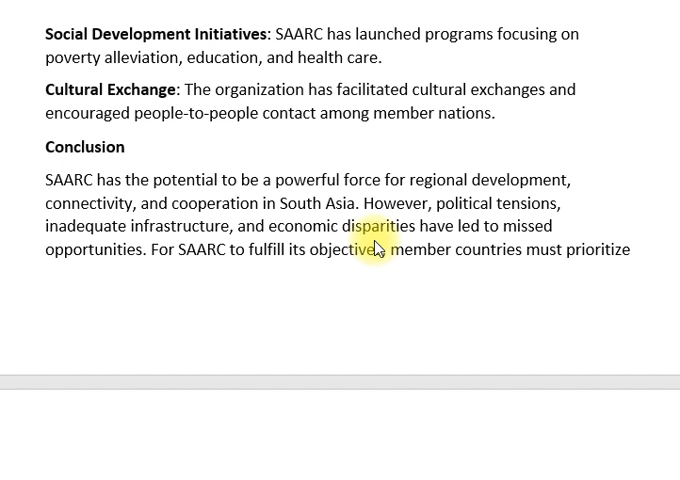 Social Development Initiatives: SAARC has launched programs focusing on
poverty alleviation, education, and health care.
Cultural Exchange: The organization has facilitated cultural exchanges and
encouraged people-to-people contact among member nations.
Conclusion
SAARC has the potential to be a powerful force for regional development,
connectivity, and cooperation in South Asia. However, political tensions,
inadequate infrastructure, and economic disparities have led to missed
opportunities. For SAARC to fulfill its objectives, member countries must prioritize